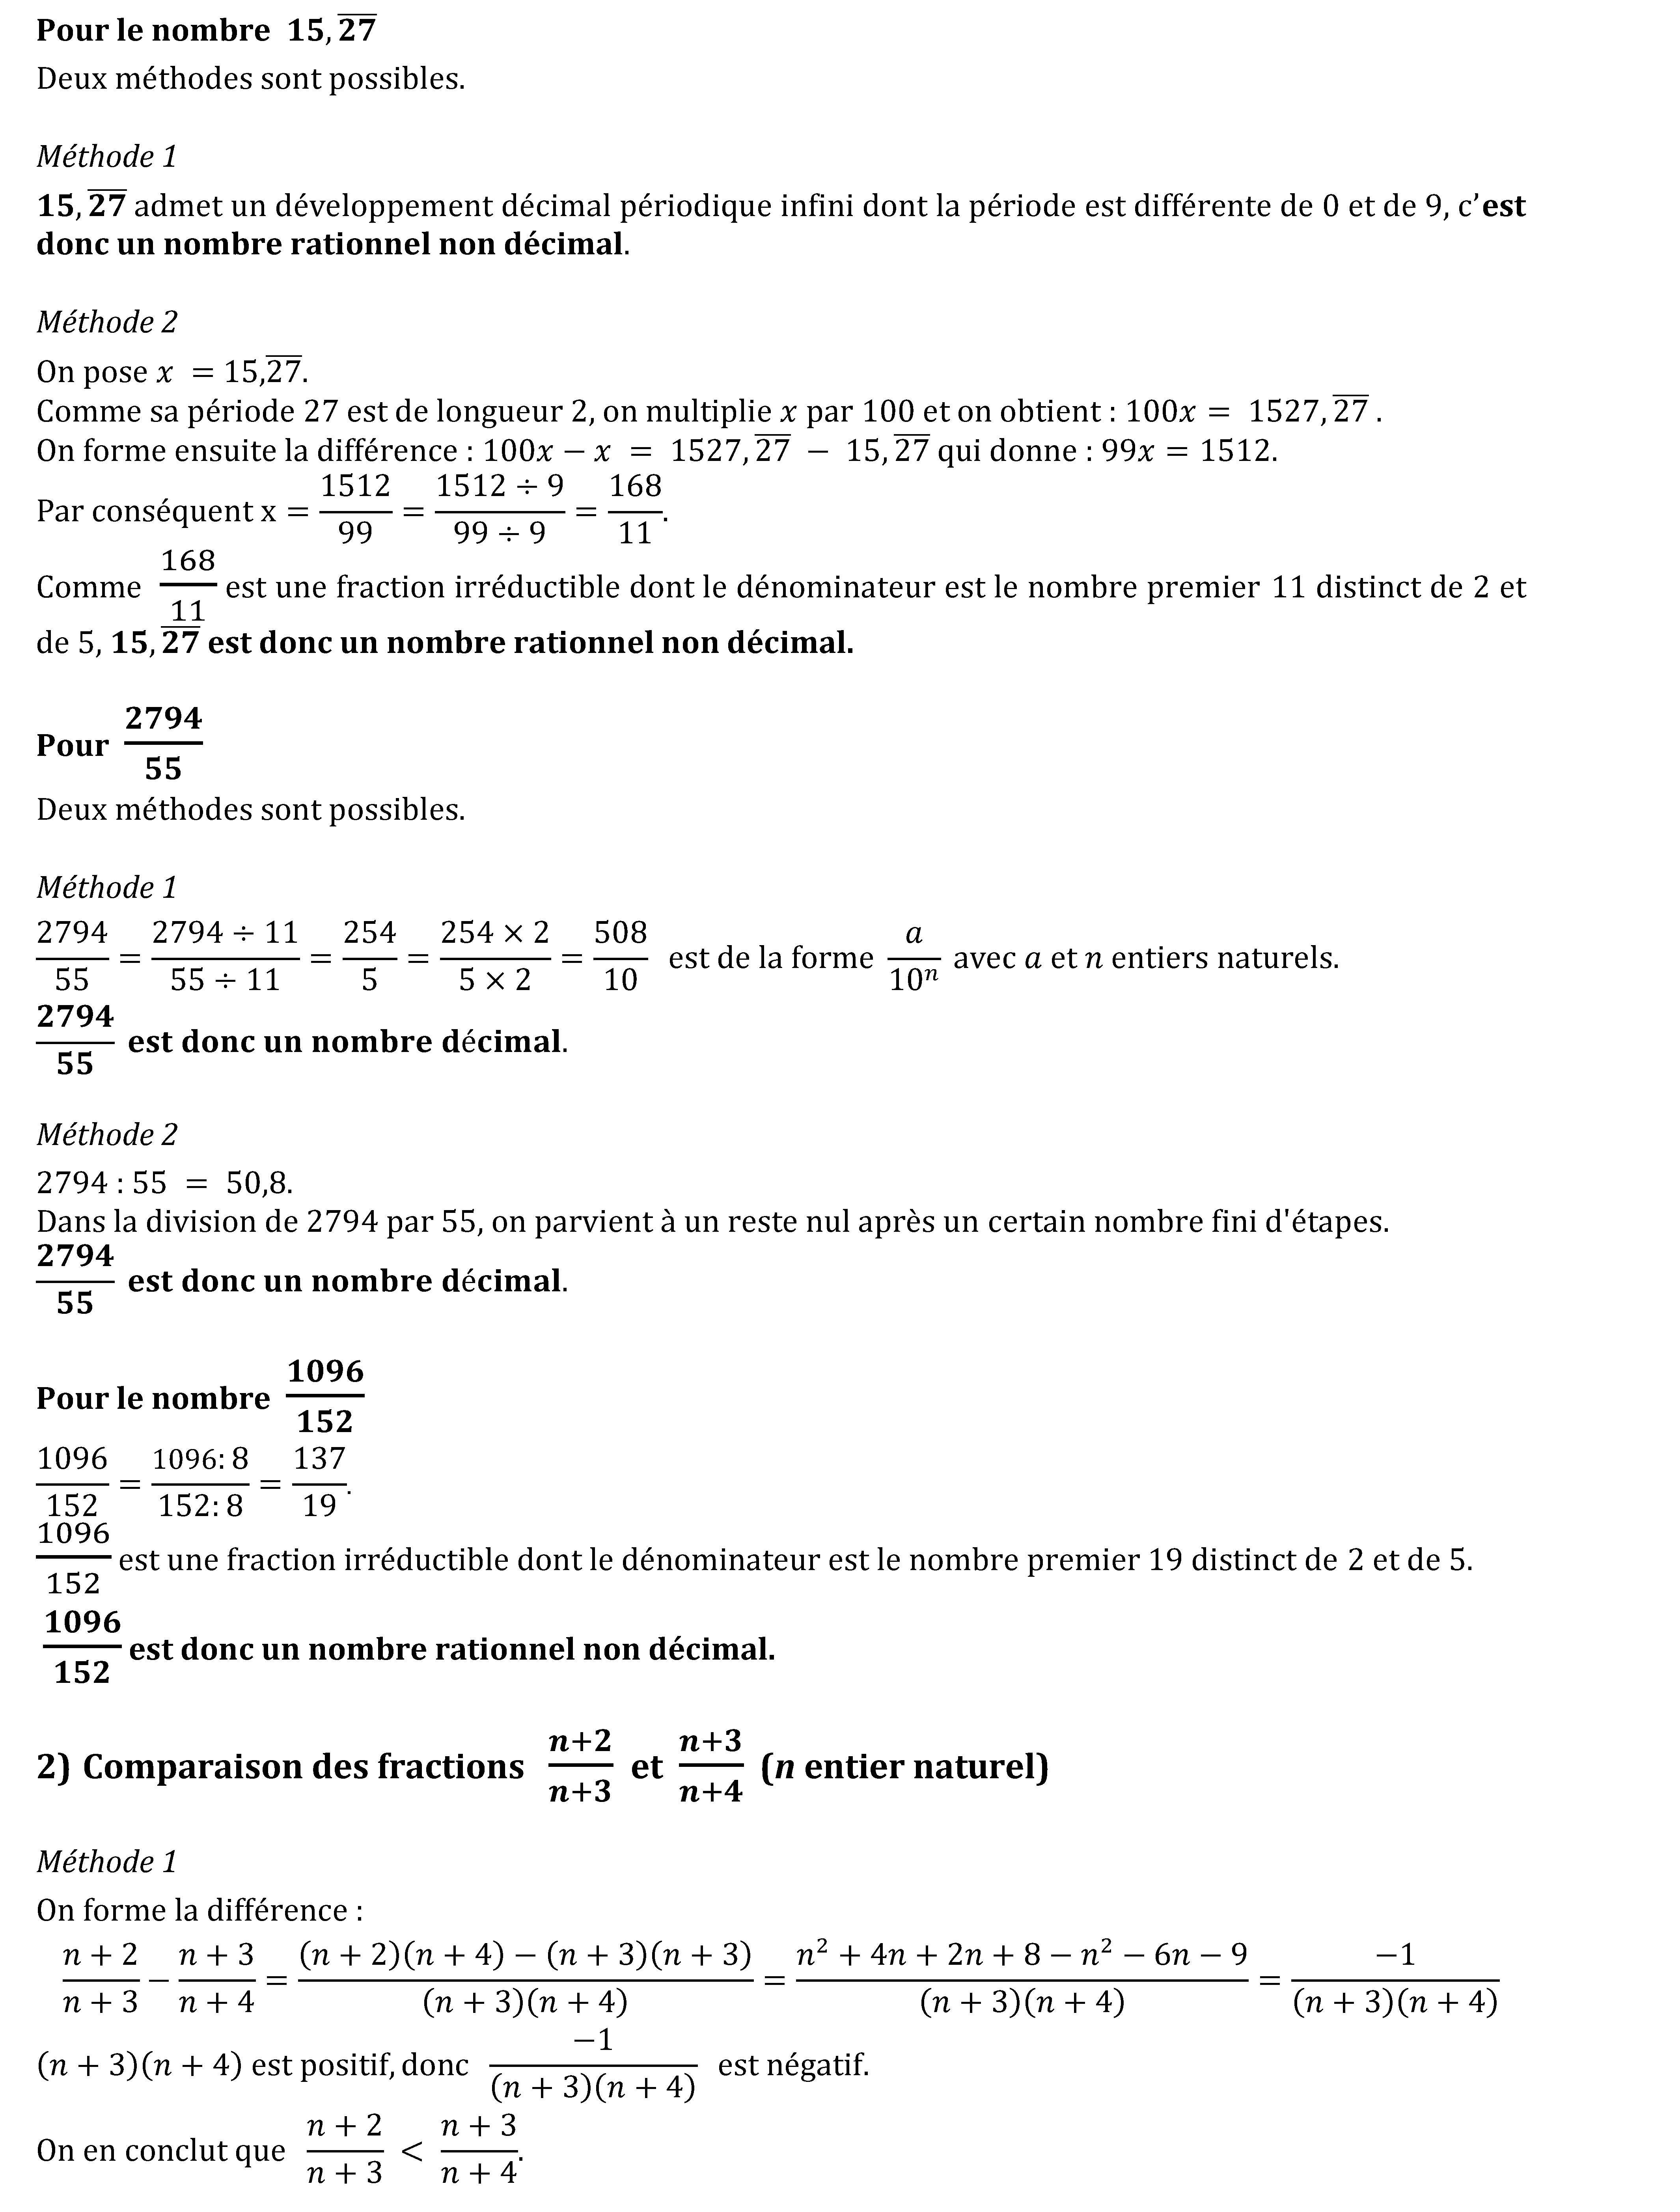 Pour le nombre 15, \overline{27}
Deux méthodes sont possibles.
Méthode 1
15, \overline{27} admet un développement décimal périodique infini dont la période est différente de 0 et de 9, c’est
donc un nombre rationnel non décimal.
Méthode 2
On pose x = 15,\overline{27}.
Comme sa période 27 est de longueur 2, on multiplie x par 100 et on obtient : 100x = 1527, \overline{27} .
On forme ensuite la différence : 100x − x = 1527, \overline{27} − 15, \overline{27} qui donne : 99x = 1512.
Par conséquent x = \frac{1512}{99} = \frac{1512 ÷ 9}{99 ÷ 9} = \frac{168}{11}.
Comme \frac{168}{11} est une fraction irréductible dont le dénominateur est le nombre premier 11 distinct de 2 et
de 5, 15, \overline{27} est donc un nombre rationnel non décimal.
Pour \frac{2794}{55}
Deux méthodes sont possibles.
Méthode 1
\frac{2794}{55} = \frac{2794 ÷ 11}{55 ÷ 11} = \frac{254}{5} = \frac{254 × 2}{5 × 2} = \frac{508}{10} est de la forme \frac{a}{10^n} avec a et n entiers naturels.
\frac{2794}{55} est donc un nombre décimal.
Méthode 2
2794 : 55 = 50,8.
Dans la division de 2794 par 55, on parvient à un reste nul après un certain nombre fini d'étapes.
\frac{2794}{55} est donc un nombre décimal.
Pour le nombre \frac{1096}{152}
\frac{1096}{152} = \frac{1096: 8}{152: 8} = \frac{137}{19}.
\frac{1096}{152} est une fraction irréductible dont le dénominateur est le nombre premier 19 distinct de 2 et de 5.
\frac{1096}{152} est donc un nombre rationnel non décimal.
2) Comparaison des fractions \frac{n+2}{n+3} et \frac{n+3}{n+4} (n entier naturel)
Méthode 1
On forme la différence :
\frac{n + 2}{n + 3} − \frac{n + 3}{n + 4} = \frac{(n + 2)(n + 4) − (n + 3)(n + 3)}{(n + 3)(n + 4)} = \frac{n^2 + 4n + 2n + 8 − n^2 − 6n − 9}{(n + 3)(n + 4)} = \frac{−1}{(n + 3)(n + 4)}
(n + 3)(n + 4) est positif, donc \frac{−1}{(n + 3)(n + 4)} est négatif.
On en conclut que \frac{n + 2}{n + 3} < \frac{n + 3}{n + 4}.